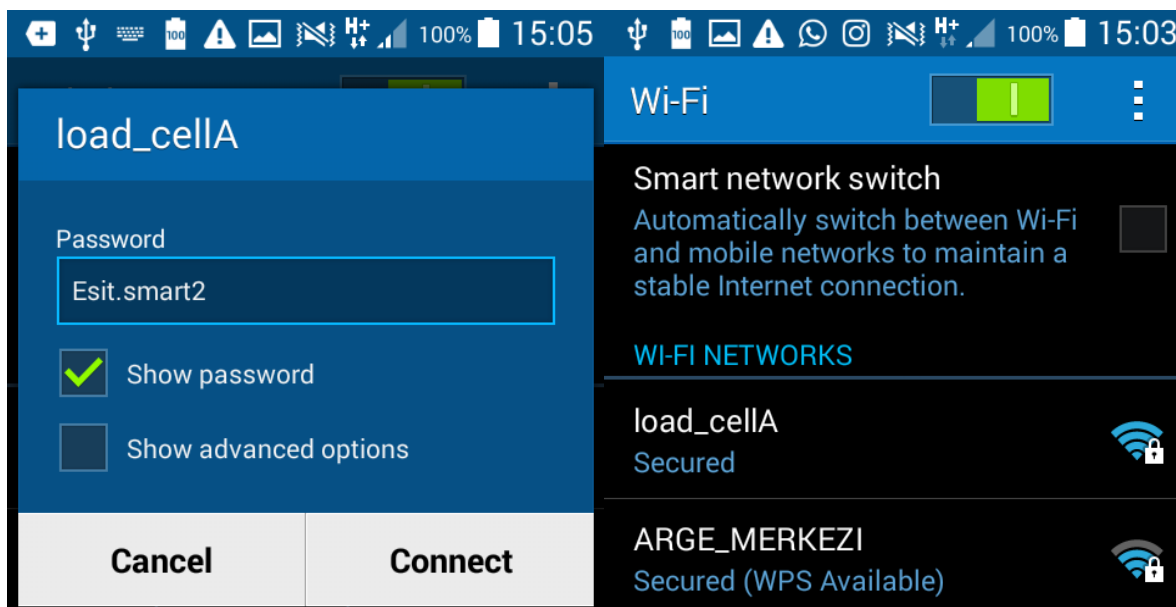 100 H+ 100% 15:05
load_cellA
Password
Esit.smart2
Show password
Show advanced options
Cancel Connect
100 H+ 100% 15:03
Wi-Fi
Smart network switch
Automatically switch between Wi-Fi
and mobile networks to maintain a
stable Internet connection.
WI-FI NETWORKS
load_cellA
Secured
ARGE_MERKEZI
Secured (WPS Available)